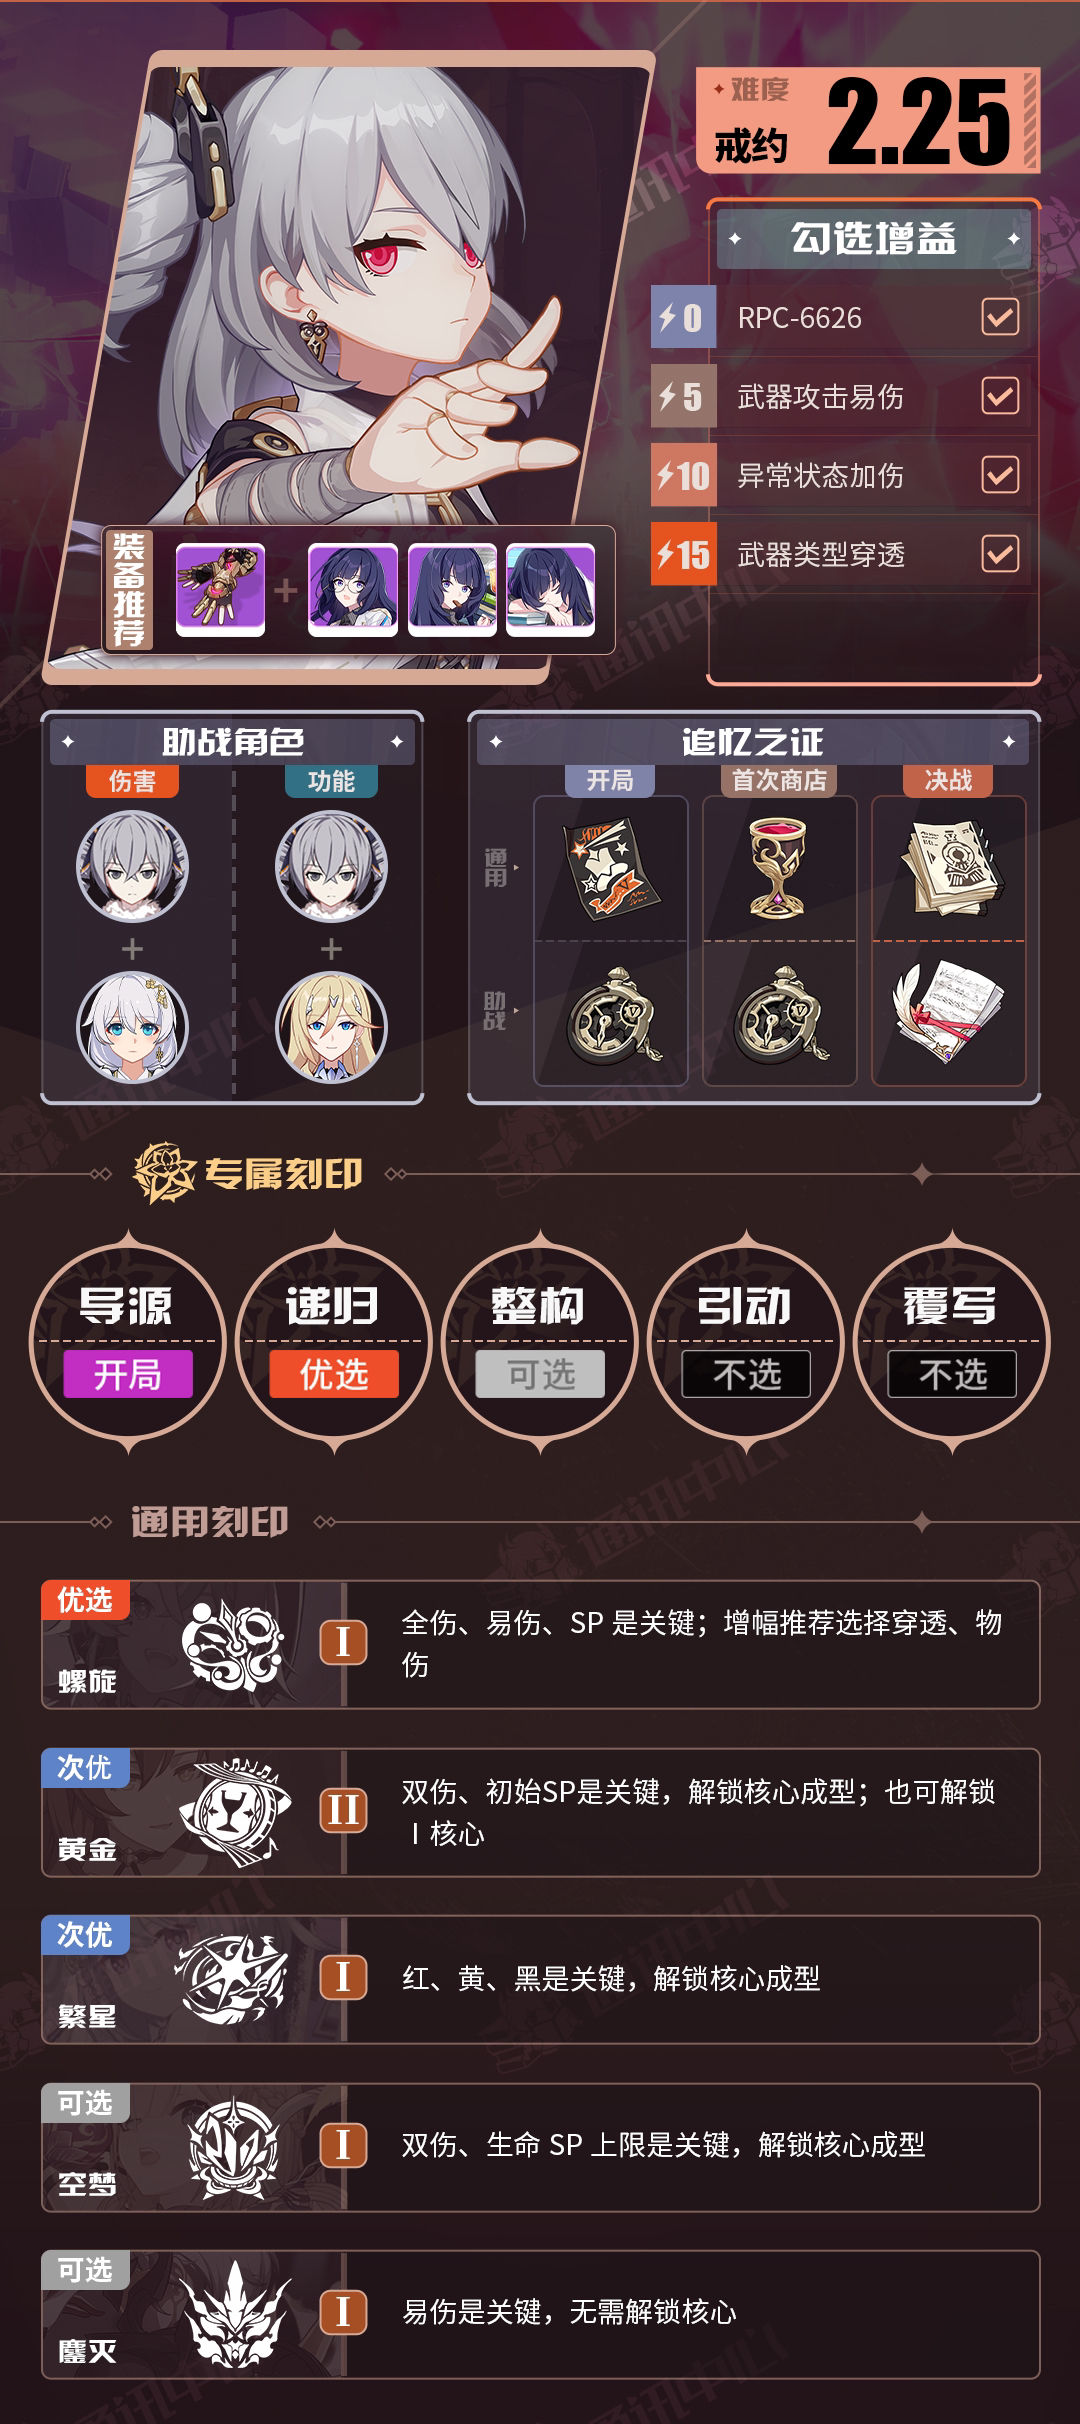 难度
戒约
2.25
勾选增益
0
RPC-6626
5
武器攻击易伤
10
异常状态加伤
15
武器类型穿透
装备推荐
助战角色
伤害
功能
追忆之证
开局
首次商店
决战
通用
助战
专属刻印
导源
开局
递归
优选
整构
可选
引动
不选
覆写
不选
通用刻印
优选
螺旋
I
全伤、易伤、SP 是关键；增幅推荐选择穿透、物
伤
次优
黄金
II
双伤、初始SP是关键，解锁核心成型；也可解锁
Ⅰ核心
次优
繁星
I
红、黄、黑是关键，解锁核心成型
可选
空梦
I
双伤、生命 SP 上限是关键，解锁核心成型
可选
鏖灭
I
易伤是关键，无需解锁核心
通讯中心